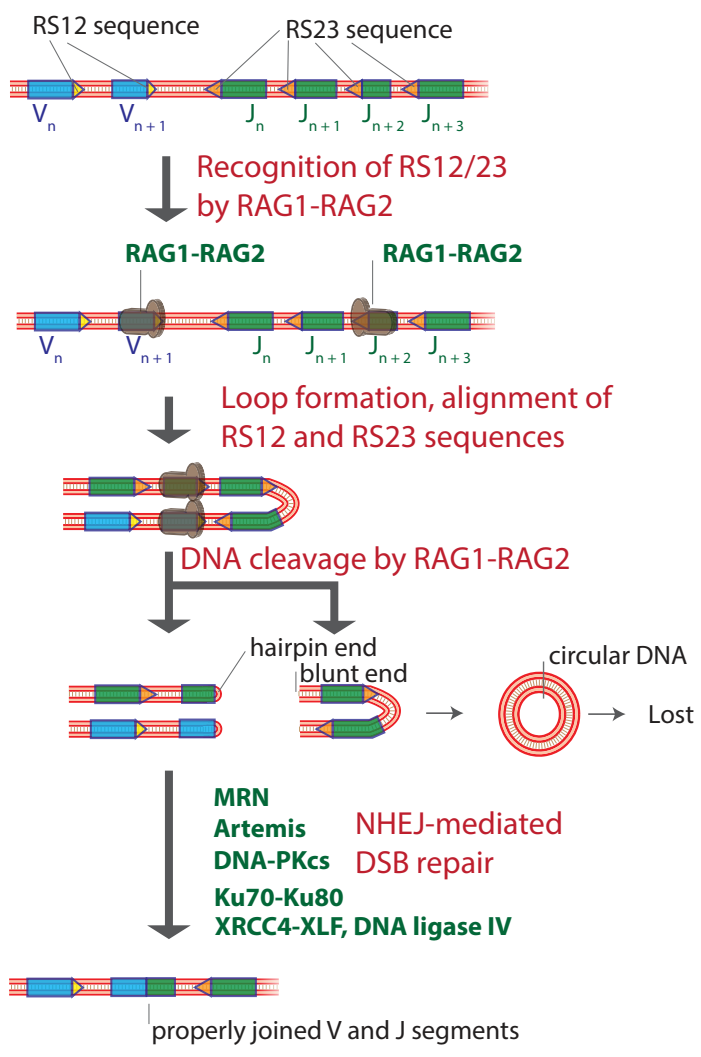 RS12 sequence
RS23 sequence
Vn
Vn + 1
Jn
Jn + 1
Jn + 2
Jn + 3
Recognition of RS12/23
by RAG1-RAG2
RAG1-RAG2
RAG1-RAG2
Vn
Vn + 1
Jn
Jn + 1
Jn + 2
Jn + 3
Loop formation, alignment of
RS12 and RS23 sequences
DNA cleavage by RAG1-RAG2
hairpin end
blunt end
circular DNA
Lost
MRN
Artemis
DNA-PKcs
Ku70-Ku80
XRCC4-XLF, DNA ligase IV
NHEJ-mediated
DSB repair
properly joined V and J segments